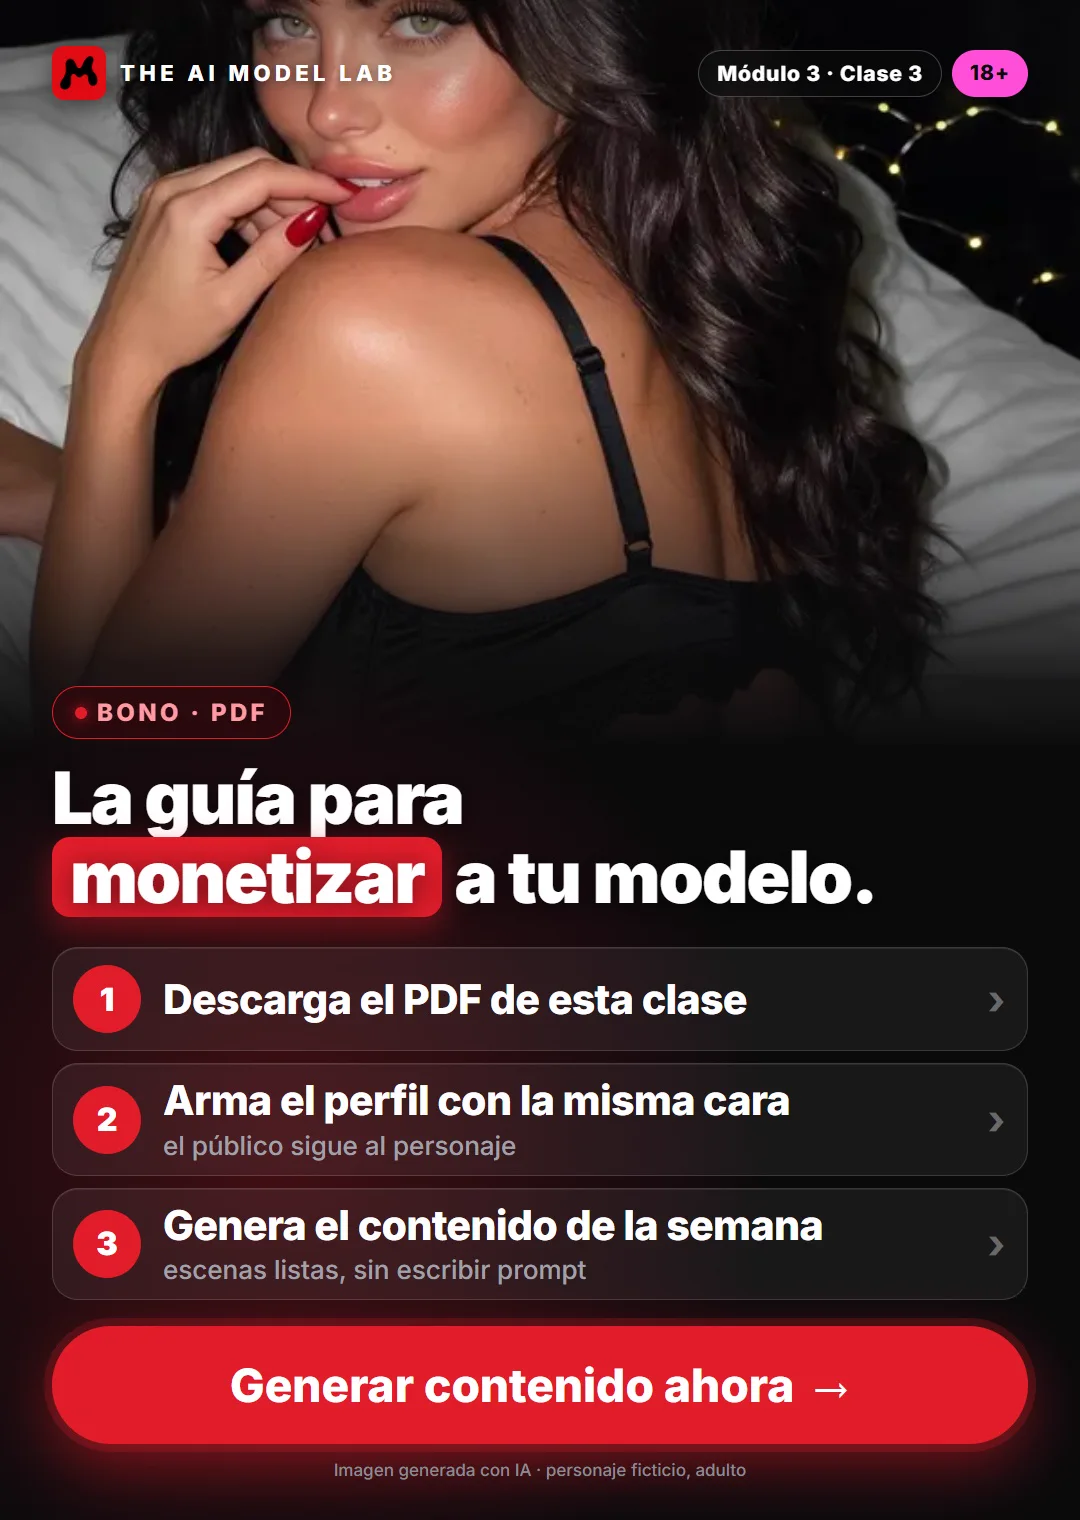 THE AI MODEL LAB
Módulo 3 · Clase 3
18+
BONO · PDF
La guía para
monetizar a tu modelo.
1
Descarga el PDF de esta clase
2
Arma el perfil con la misma cara
el público sigue al personaje
3
Genera el contenido de la semana
escenas listas, sin escribir prompt
Generar contenido ahora →
Imagen generada con IA · personaje ficticio, adulto